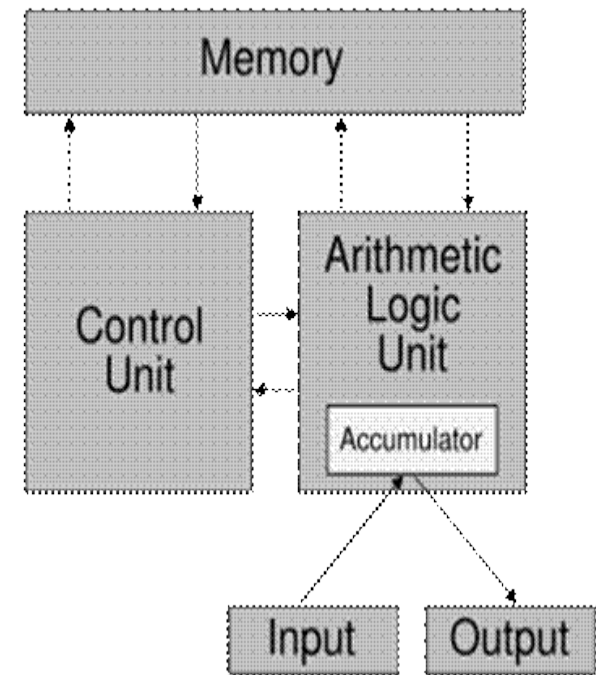 Memory
Control
Unit
Arithmetic
Logic
Unit
Accumulator
Input
Output